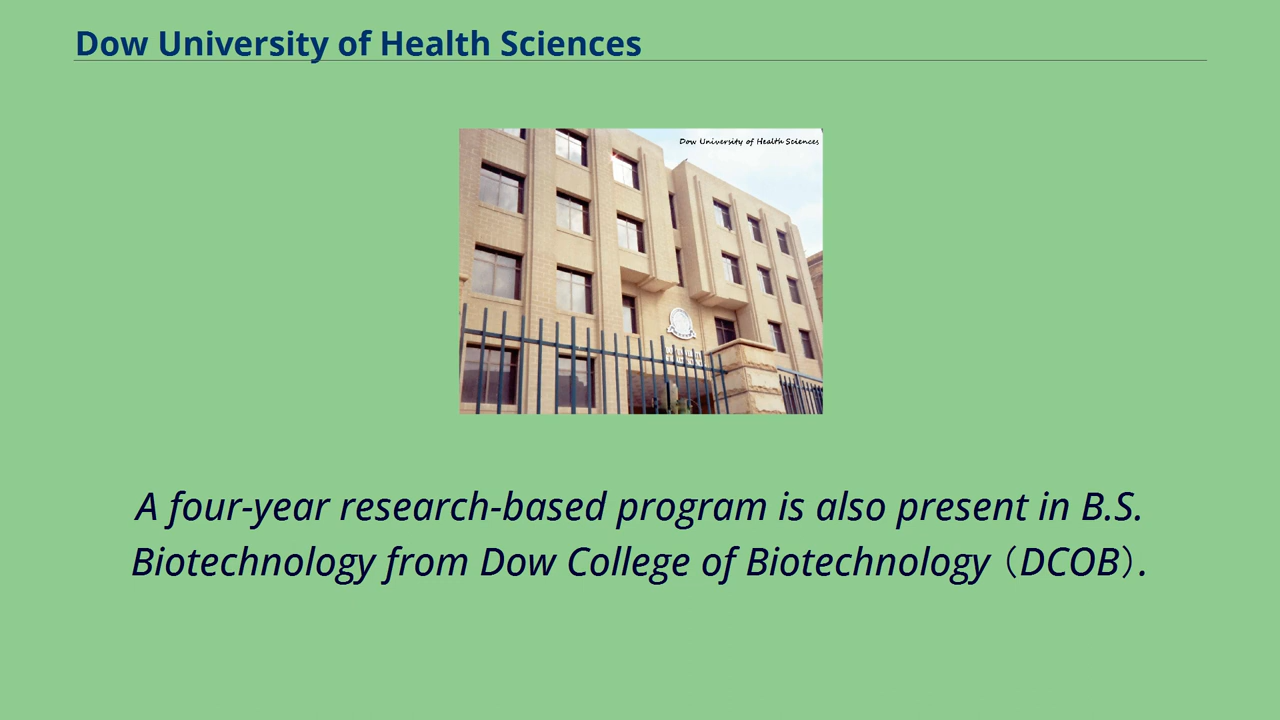 Dow University of Health Sciences
Dow University of Health Sciences
A four-year research-based program is also present in B.S.
Biotechnology from Dow College of Biotechnology（DCOB）.